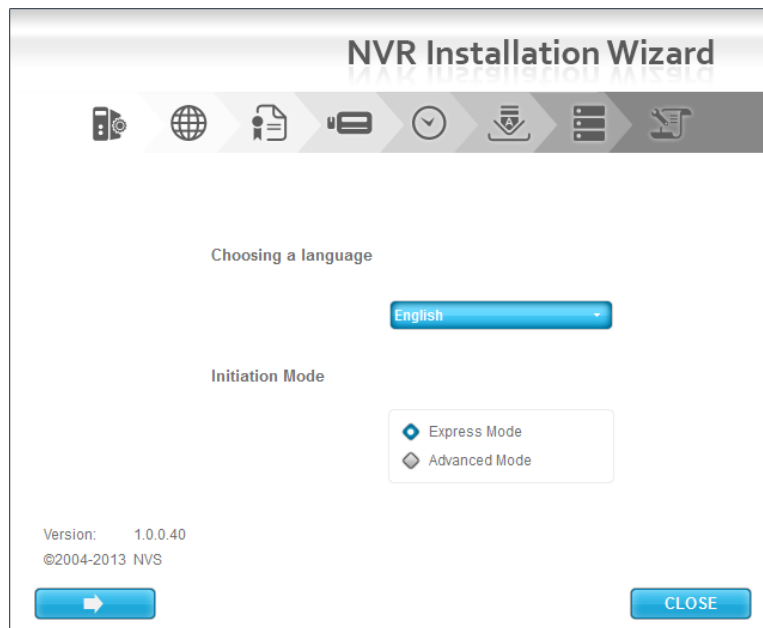 NVR Installation Wizard
Choosing a language
English
Initiation Mode
Express Mode
Advanced Mode
Version: 1.0.0.40
©2004-2013 NVS
CLOSE